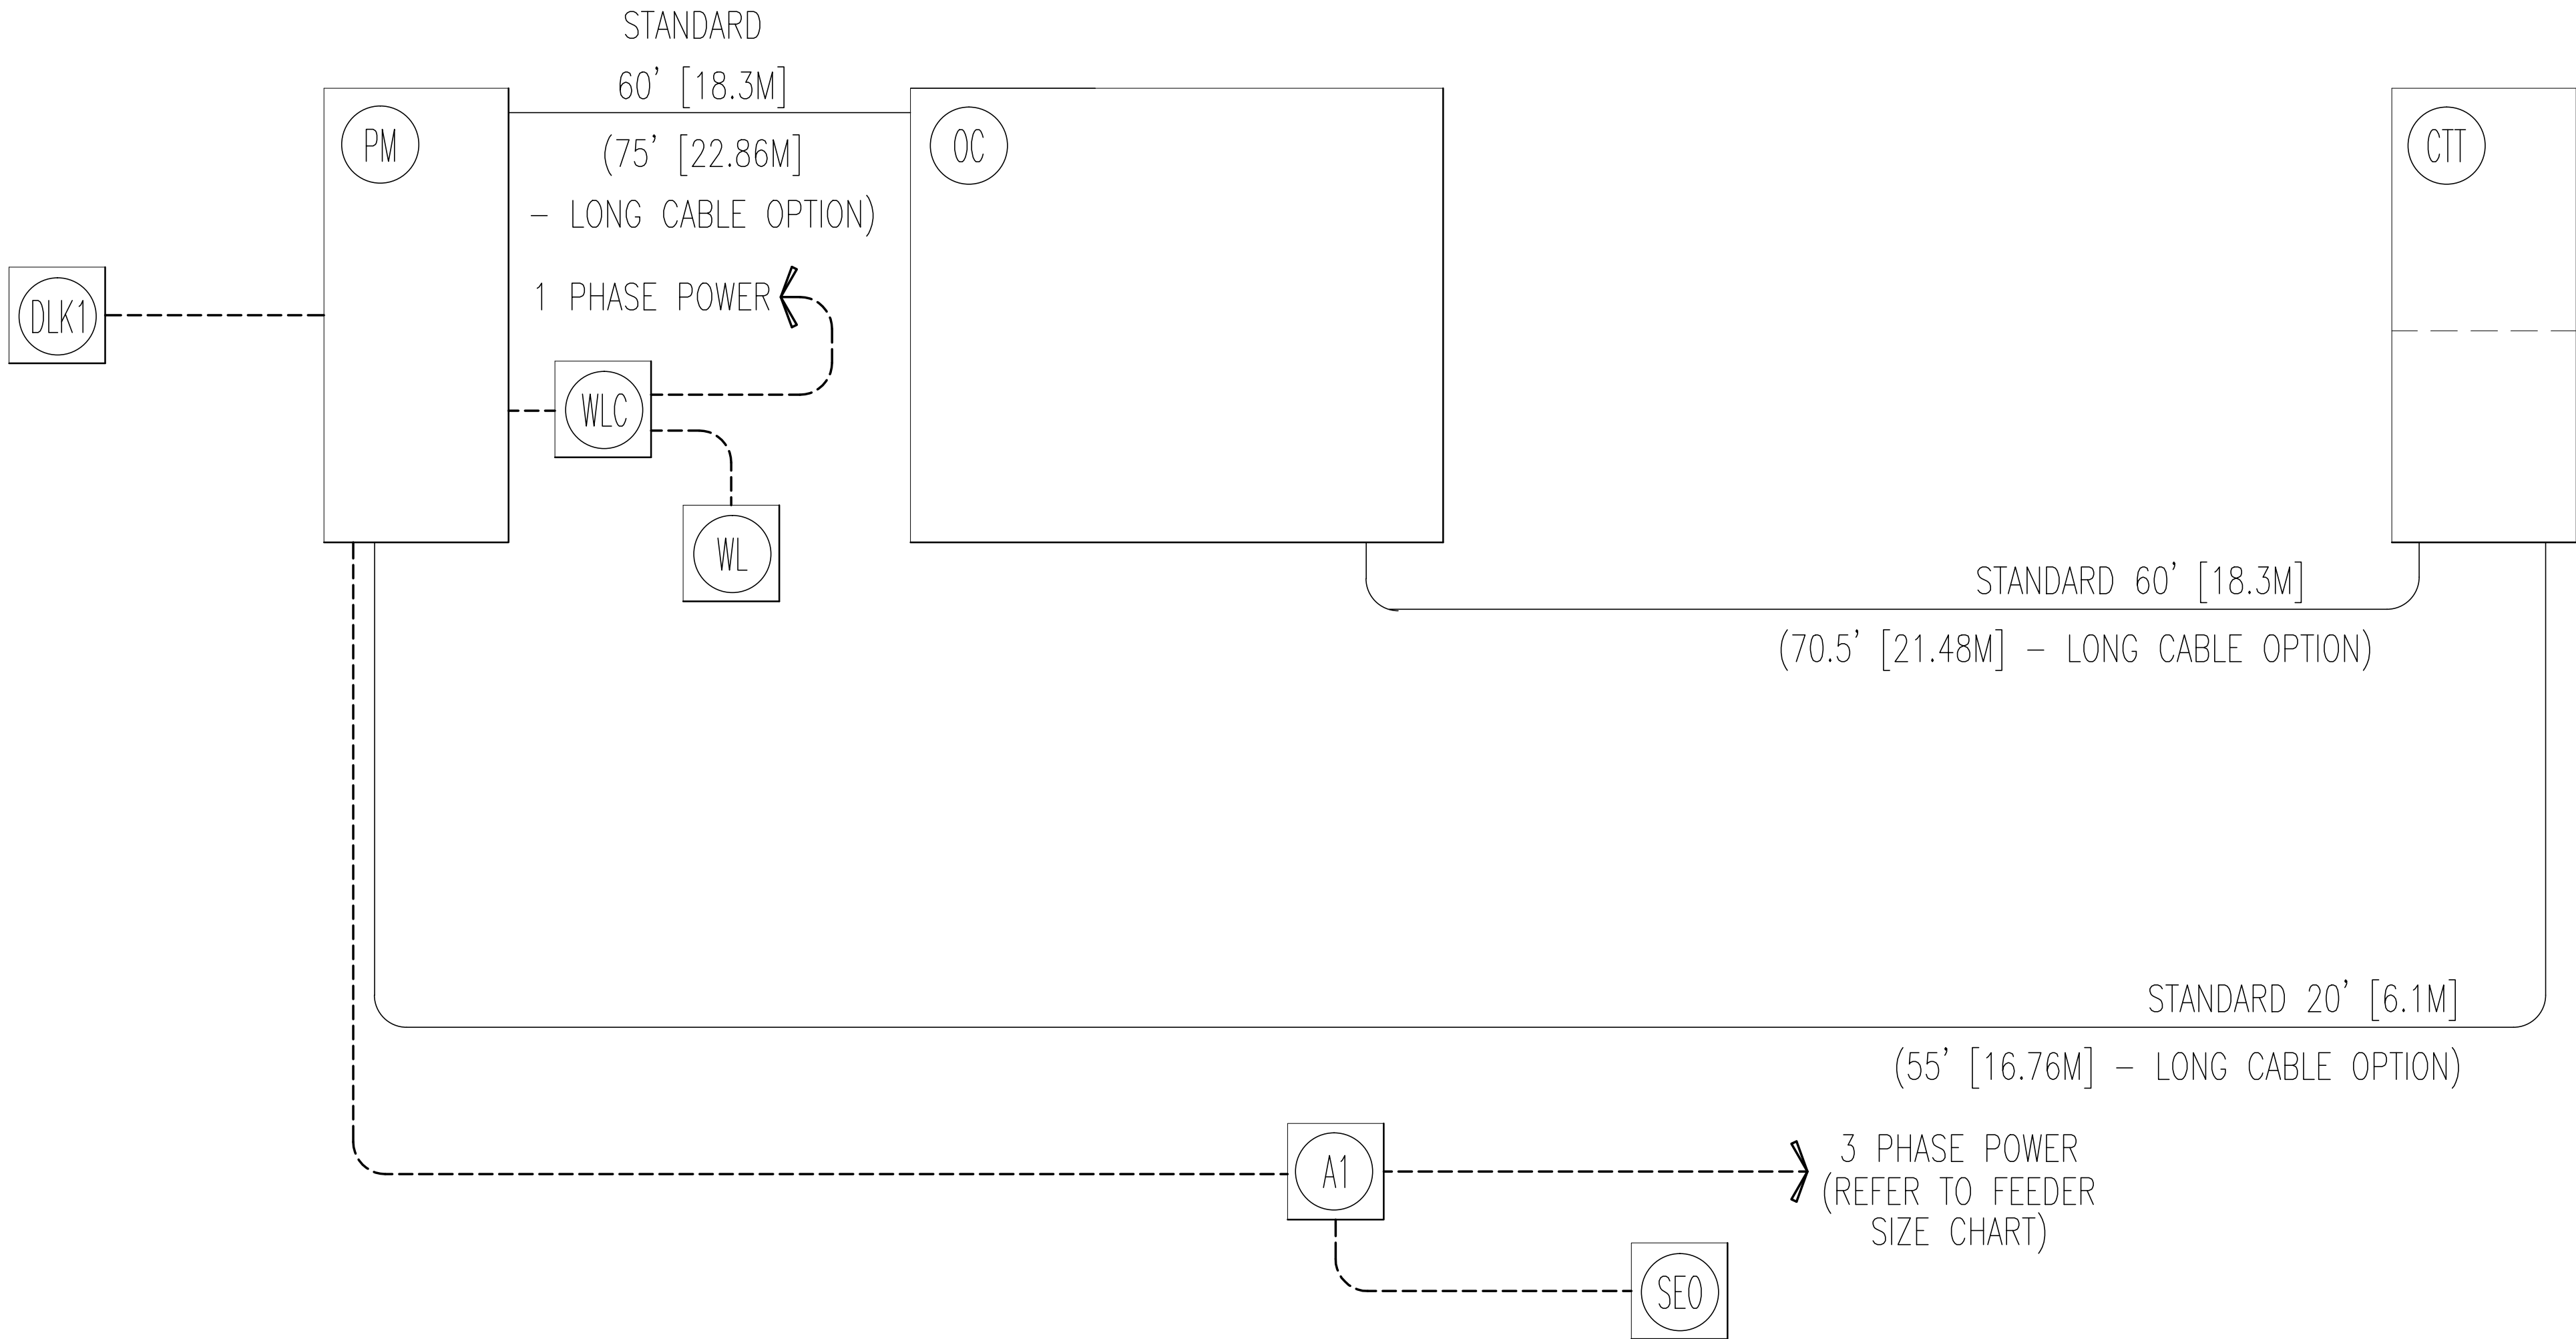 STANDARD
60' [18.3M]
PM
OC
CTT
(75' [22.86M]
- LONG CABLE OPTION)
1 PHASE POWER
DLK1
WLC
WL
STANDARD 60' [18.3M]
(70.5' [21.48M] - LONG CABLE OPTION)
STANDARD 20' [6.1M]
(55' [16.76M] - LONG CABLE OPTION)
A1
3 PHASE POWER
(REFER TO FEEDER
SIZE CHART)
SEO